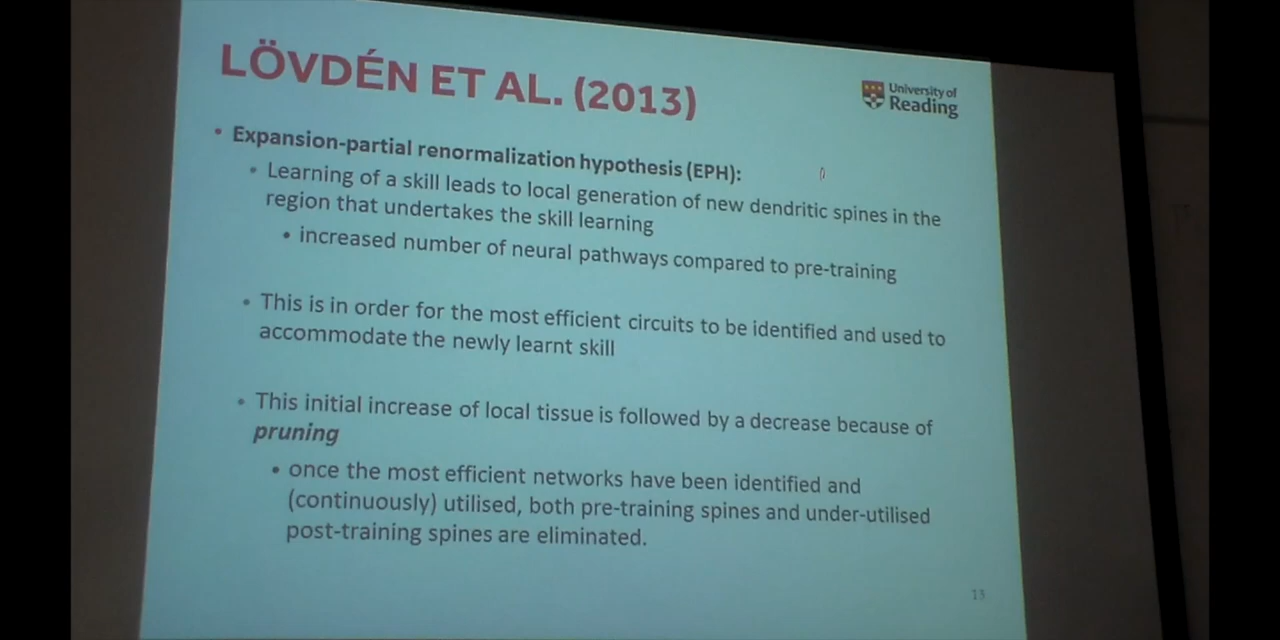 LÖVDÉN ET AL. (2013)
University of
Reading
• Expansion-partial renormalization hypothesis (EPH):
• Learning of a skill leads to local generation of new dendritic spines in the
region that undertakes the skill learning
• increased number of neural pathways compared to pre-training
• This is in order for the most efficient circuits to be identified and used to
accommodate the newly learnt skill
• This initial increase of local tissue is followed by a decrease because of
pruning
• once the most efficient networks have been identified and
(continuously) utilised, both pre-training spines and under-utilised
post-training spines are eliminated.
13